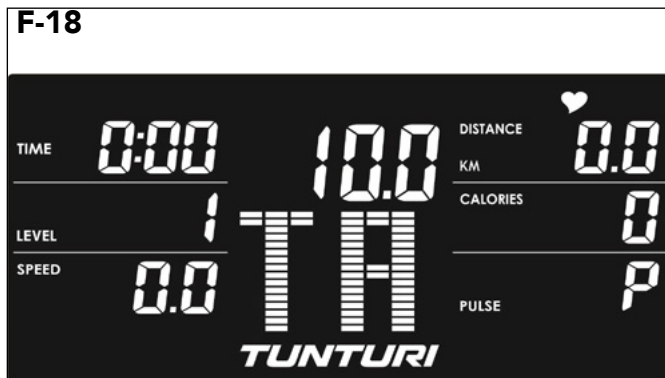 F-18
TIME 0:00
10.0
DISTANCE
KM 0.0
LEVEL 1
CALORIES 0
SPEED 0.0
TA
PULSE P
TUNTURI